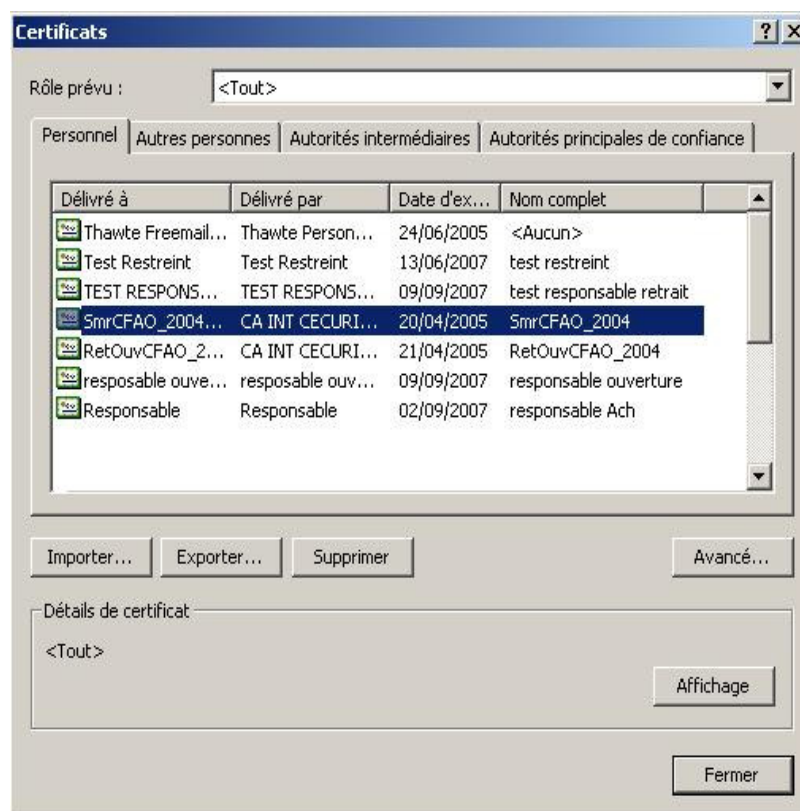 Certificats
Rôle prévu : <Tout>
Personnel Autres personnes Autorités intermédiaires Autorités principales de confiance
Délivré à Délivré par Date d'ex... Nom complet
Thawte Freemail... Thawte Person... 24/06/2005 <Aucun>
Test Restreint Test Restreint 13/06/2007 test restreint
TEST RESPONS... TEST RESPONS... 09/09/2007 test responsable retrait
SmrCFAO_2004... CA INT CECURI... 20/04/2005 SmrCFAO_2004
RetOuvCFAO_2... CA INT CECURI... 21/04/2005 RetOuvCFAO_2004
resposable ouve... resposable ouv... 09/09/2007 responsable ouverture
Responsable Responsable 02/09/2007 responsable Ach
Importer... Exporter... Supprimer Avancé...
Détails de certificat
<Tout>
Affichage
Fermer